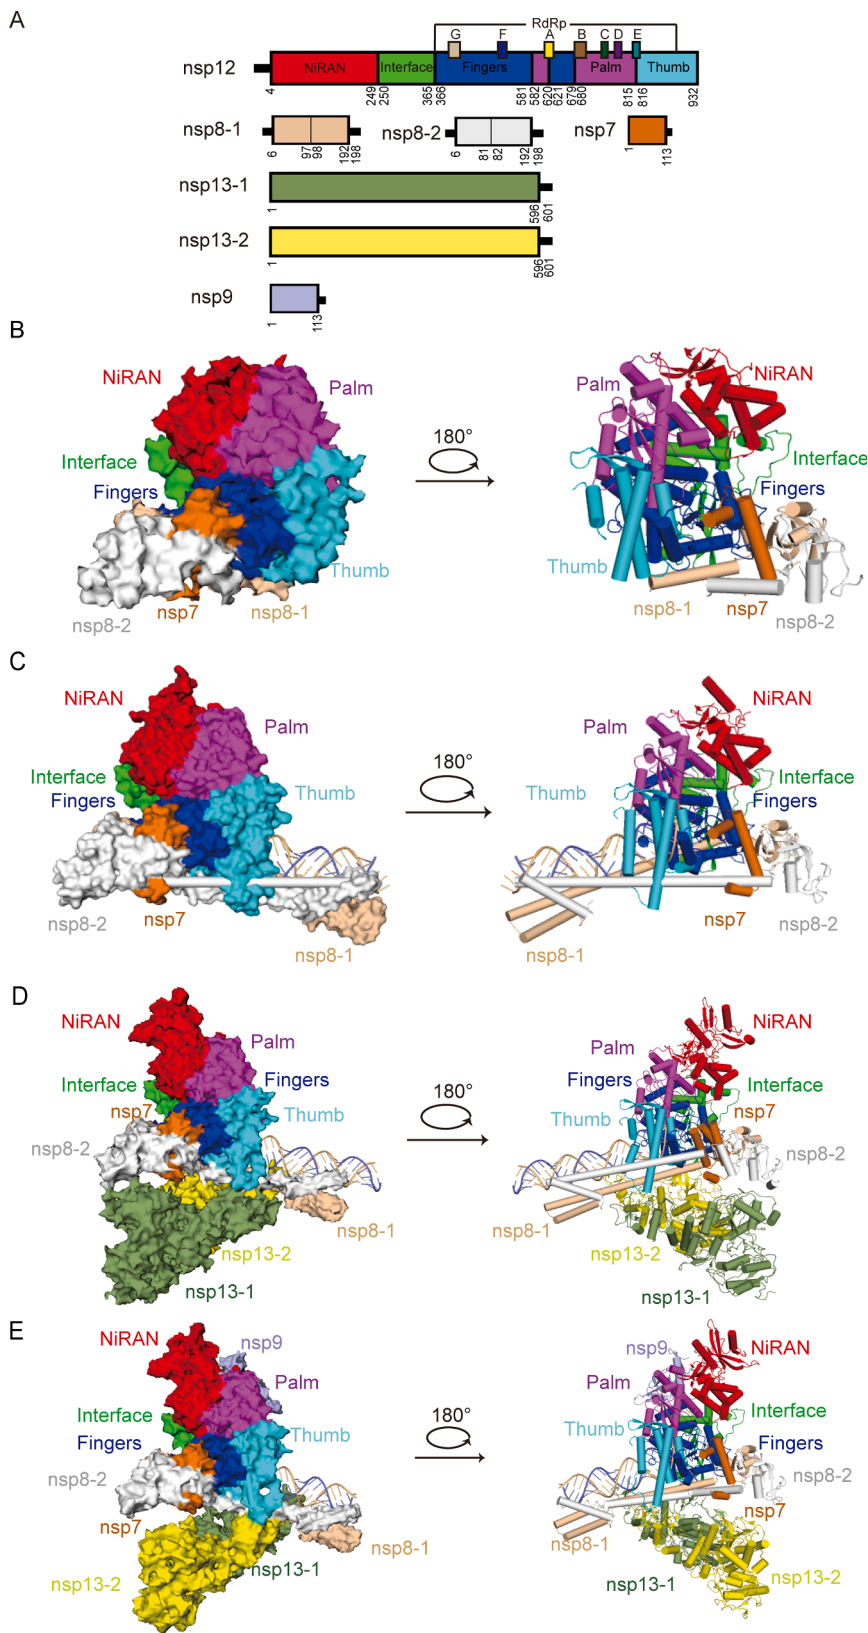 A
RdRp
G F A B C D E
nsp12 NiRAN Interface Fingers Palm Thumb
4 249 250 365 366 581 582 620 621 679 680 815 816 932
nsp8-1 nsp8-2 nsp7
6 97 98 192 198 6 81 82 192 198 1 113
nsp13-1
1 596 601
nsp13-2
1 596 601
nsp9
1 113
B
NiRAN Palm Interface Fingers Thumb nsp8-2 nsp7 nsp8-1
180°
Palm NiRAN Interface Fingers Thumb nsp8-1 nsp7 nsp8-2
C
NiRAN Palm Interface Fingers Thumb nsp8-2 nsp7 nsp8-1
180°
NiRAN Palm Thumb Interface Fingers nsp7 nsp8-2 nsp8-1
D
NiRAN Palm Interface Fingers nsp7 Thumb nsp8-2 nsp8-1 nsp13-2 nsp13-1
180°
NiRAN Palm Fingers Interface nsp7 Thumb nsp8-2 nsp8-1 nsp13-2 nsp13-1
E
NiRAN nsp9 Palm Interface Fingers Thumb nsp8-2 nsp7 nsp8-1 nsp13-1 nsp13-2
180°
nsp9 NiRAN Palm Interface Thumb Fingers nsp8-2 nsp7 nsp8-1 nsp13-1 nsp13-2